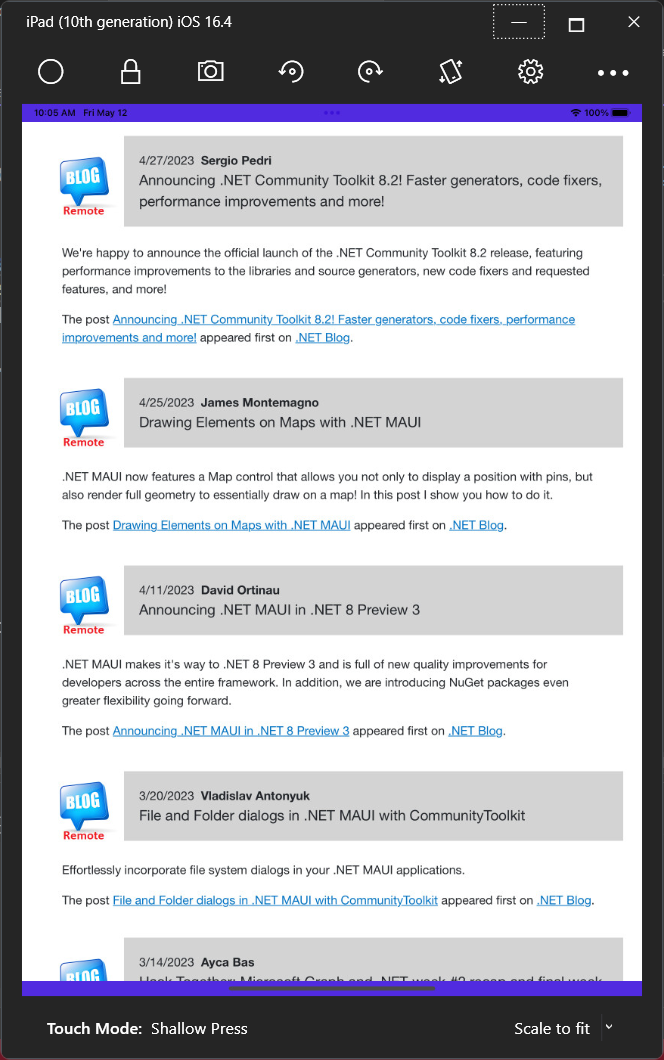 iPad (10th generation) iOS 16.4
10:05 AM Fri May 12
100%
4/27/2023 Sergio Pedri
BLOG
Remote
Announcing .NET Community Toolkit 8.2! Faster generators, code fixers,
performance improvements and more!
We're happy to announce the official launch of the .NET Community Toolkit 8.2 release, featuring
performance improvements to the libraries and source generators, new code fixers and requested
features, and more!
The post Announcing .NET Community Toolkit 8.2! Faster generators, code fixers, performance
improvements and more! appeared first on .NET Blog.
4/25/2023 James Montemagno
BLOG
Remote
Drawing Elements on Maps with .NET MAUI
.NET MAUI now features a Map control that allows you not only to display a position with pins, but
also render full geometry to essentially draw on a map! In this post I show you how to do it.
The post Drawing Elements on Maps with .NET MAUI appeared first on .NET Blog.
4/11/2023 David Ortinau
BLOG
Remote
Announcing .NET MAUI in .NET 8 Preview 3
.NET MAUI makes it's way to .NET 8 Preview 3 and is full of new quality improvements for
developers across the entire framework. In addition, we are introducing NuGet packages even
greater flexibility going forward.
The post Announcing .NET MAUI in .NET 8 Preview 3 appeared first on .NET Blog.
3/20/2023 Vladislav Antonyuk
BLOG
Remote
File and Folder dialogs in .NET MAUI with CommunityToolkit
Effortlessly incorporate file system dialogs in your .NET MAUI applications.
The post File and Folder dialogs in .NET MAUI with CommunityToolkit appeared first on .NET Blog.
3/14/2023 Ayca Bas
BLOG
Hack Together: Microsoft Graph and .NET week #2 recap and final week
Touch Mode: Shallow Press
Scale to fit